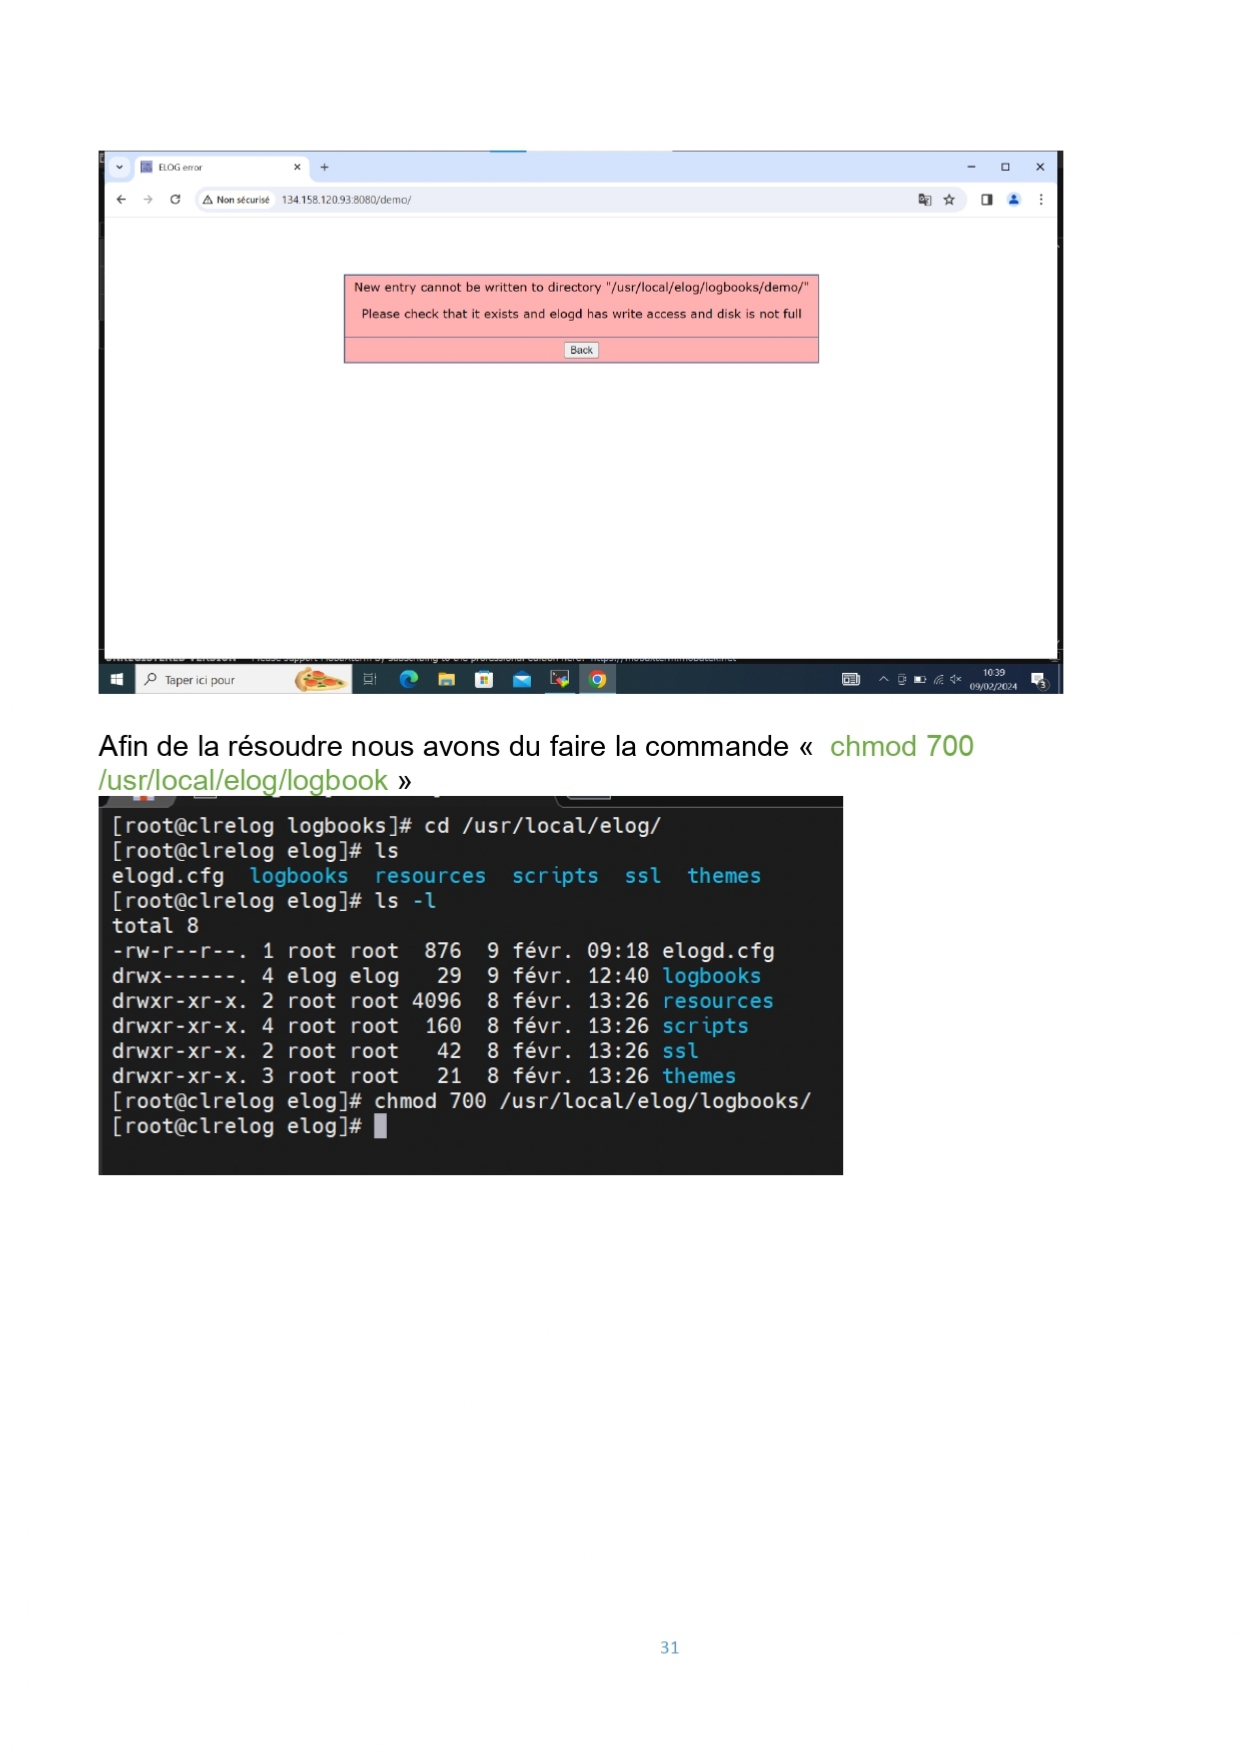 ELOG error
Non sécurisé 134.158.120.93:8080/demo/
New entry cannot be written to directory "/usr/local/elog/logbooks/demo/"
Please check that it exists and elogd has write access and disk is not full
Back
Taper ici pour
10:39
09/02/2024
3
Afin de la résoudre nous avons du faire la commande « chmod 700
/usr/local/elog/logbook »
[root@clrelog logbooks]# cd /usr/local/elog/
[root@clrelog elog]# ls
elogd.cfg logbooks resources scripts ssl themes
[root@clrelog elog]# ls -l
total 8
-rw-r--r--. 1 root root 876 9 févr. 09:18 elogd.cfg
drwx------. 4 elog elog 29 9 févr. 12:40 logbooks
drwxr-xr-x. 2 root root 4096 8 févr. 13:26 resources
drwxr-xr-x. 4 root root 160 8 févr. 13:26 scripts
drwxr-xr-x. 2 root root 42 8 févr. 13:26 ssl
drwxr-xr-x. 3 root root 21 8 févr. 13:26 themes
[root@clrelog elog]# chmod 700 /usr/local/elog/logbooks/
[root@clrelog elog]#
31